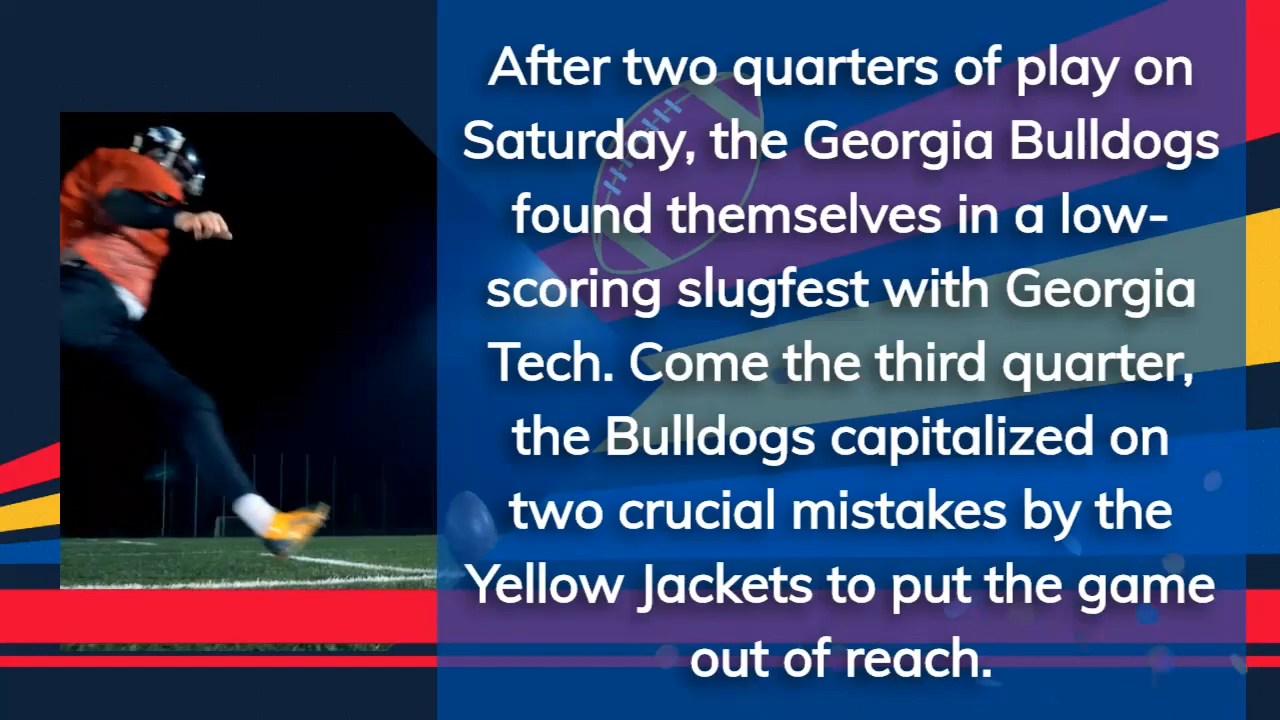 After two quarters of play on
Saturday, the Georgia Bulldogs
found themselves in a low-
scoring slugfest with Georgia
Tech. Come the third quarter,
the Bulldogs capitalized on
two crucial mistakes by the
Yellow Jackets to put the game
out of reach.